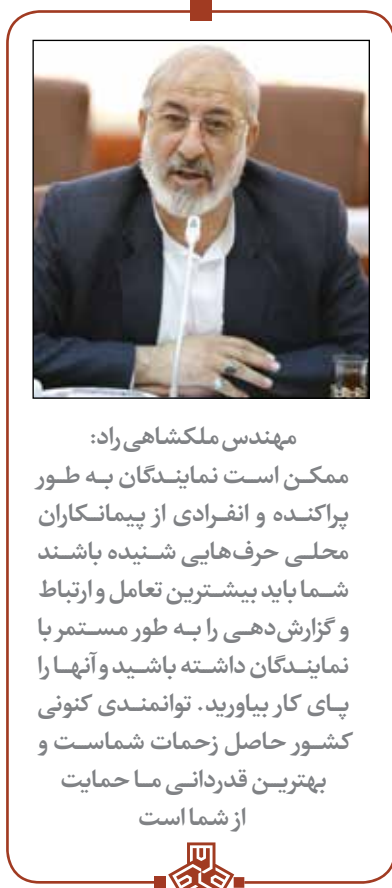 مهندس ملکشاهی راد:
ممکن است نمایندگان به طور
پراکنده و انفرادی از پیمانکاران
محلی حرف‌هایی شنیده باشند
شما باید بیشترین تعامل و ارتباط
و گزارش‌دهی را به طور مستمر با
نمایندگان داشته باشید و آنها را
پای کار بیاورید. توانمندی کنونی
کشور حاصل زحمات شماست و
بهترین قدردانی ما حمایت
از شما است